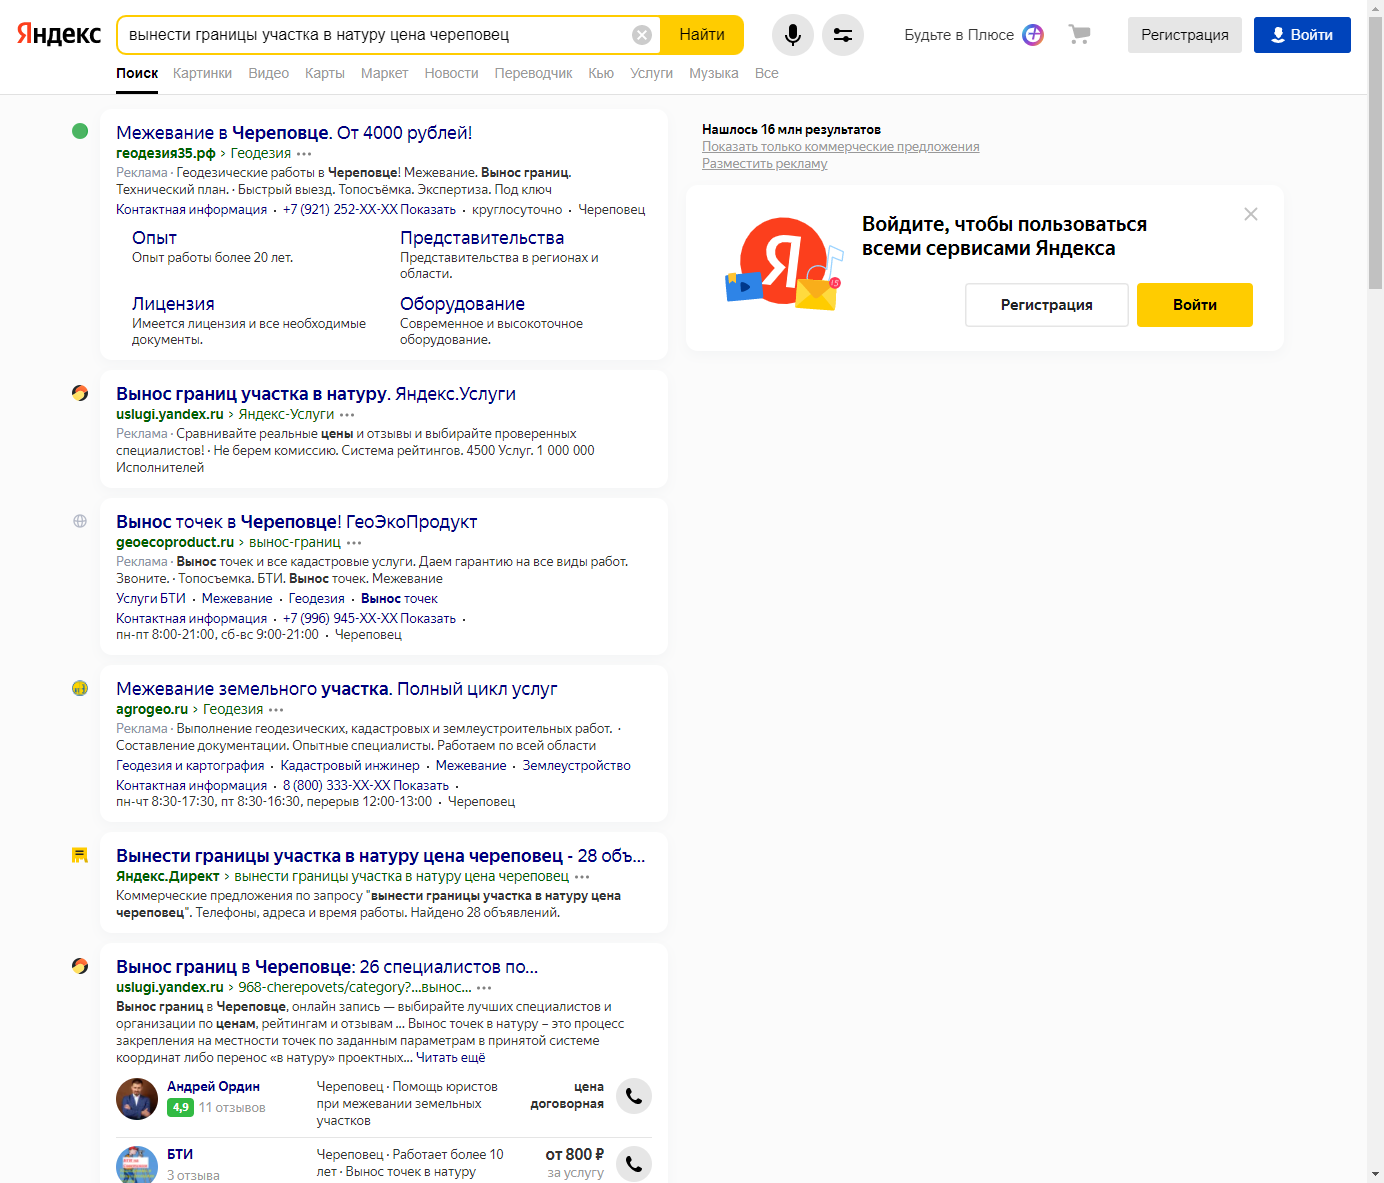 Яндекс
вынести границы участка в натуру цена череповец
Найти
Будьте в Плюсе
Регистрация
Войти
Поиск Картинки Видео Карты Маркет Новости Переводчик Кью Услуги Музыка Все
Межевание в Череповце. От 4000 рублей!
геодезия35.рф › Геодезия
Реклама · Геодезические работы в Череповце! Межевание. Вынос границ.
Технический план. · Быстрый выезд. Топосъёмка. Экспертиза. Под ключ
Контактная информация · +7 (921) 252-XX-XX Показать · круглосуточно · Череповец
Опыт
Опыт работы более 20 лет.
Представительства
Представительства в регионах и
области.
Лицензия
Имеется лицензия и все необходимые
документы.
Оборудование
Современное и высокоточное
оборудование.
Вынос границ участка в натуру. Яндекс.Услуги
uslugi.yandex.ru › Яндекс-Услуги
Реклама · Сравнивайте реальные цены и отзывы и выбирайте проверенных
специалистов! · Не берем комиссию. Система рейтингов. 4500 Услуг. 1 000 000
Исполнителей
Вынос точек в Череповце! ГеоЭкоПродукт
geoecoproduct.ru › вынос-границ
Реклама · Вынос точек и все кадастровые услуги. Даем гарантию на все виды работ.
Звоните. · Топосъемка. БТИ. Вынос точек. Межевание
Услуги БТИ · Межевание · Геодезия · Вынос точек
Контактная информация · +7 (996) 945-XX-XX Показать ·
пн-пт 8:00-21:00, сб-вс 9:00-21:00 · Череповец
Межевание земельного участка. Полный цикл услуг
agrogeo.ru › Геодезия
Реклама · Выполнение геодезических, кадастровых и землеустроительных работ. ·
Составление документации. Опытные специалисты. Работаем по всей области
Геодезия и картография · Кадастровый инжинер · Межевание · Землеустройство
Контактная информация · 8 (800) 333-XX-XX Показать ·
пн-чт 8:30-17:30, пт 8:30-16:30, перерыв 12:00-13:00 · Череповец
Вынести границы участка в натуру цена череповец - 28 объ...
Яндекс.Директ › вынести границы участка в натуру цена череповец
Коммерческие предложения по запросу "вынести границы участка в натуру цена
череповец". Телефоны, адреса и время работы. Найдено 28 объявлений.
Вынос границ в Череповце: 26 специалистов по...
uslugi.yandex.ru › 968-cherepovets/category?...вынос...
Вынос границ в Череповце, онлайн запись — выбирайте лучших специалистов и
организации по ценам, рейтингам и отзывам ... Вынос точек в натуру – это процесс
закрепления на местности точек по заданным параметрам в принятой системе
координат либо перенос «в натуру» проектных... Читать ещё
Андрей Ордин
4,9 11 отзывов
Череповец · Помощь юристов
при межевании земельных
участков
цена
договорная
БТИ
3 отзыва
Череповец · Работает более 10
лет · Вынос точек в натуру
от 800 ₽
за услугу
Нашлось 16 млн результатов
Показать только коммерческие предложения
Разместить рекламу
Войдите, чтобы пользоваться
всеми сервисами Яндекса
Регистрация
Войти